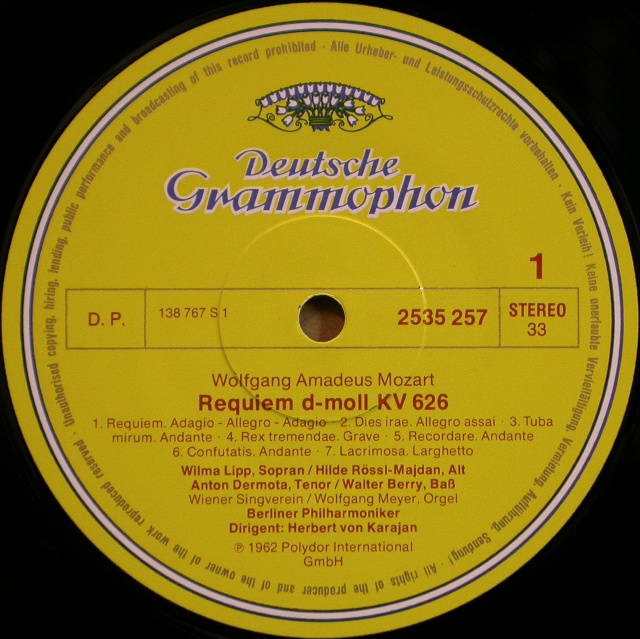 Unauthorised copying, hiring, lending, public performance and broadcasting of this record prohibited · Alle Urheber- und Leistungsschutzrechte vorbehalten · Kein Verleih! Keine unerlaubte Vervielfältigung, Vermietung, Aufführung, Sendung! · All rights of the producer and of the owner of the work reproduced reserved ·
Deutsche
Grammophon
1
D. P.
138 767 S 1
2535 257
STEREO
33
Wolfgang Amadeus Mozart
Requiem d-moll KV 626
1. Requiem. Adagio - Allegro - Adagio · 2. Dies irae. Allegro assai · 3. Tuba
mirum. Andante · 4. Rex tremendae. Grave · 5. Recordare. Andante
6. Confutatis. Andante · 7. Lacrimosa. Larghetto
Wilma Lipp, Sopran / Hilde Rössl-Majdan, Alt
Anton Dermota, Tenor / Walter Berry, Baß
Wiener Singverein / Wolfgang Meyer, Orgel
Berliner Philharmoniker
Dirigent: Herbert von Karajan
℗ 1962 Polydor International
GmbH